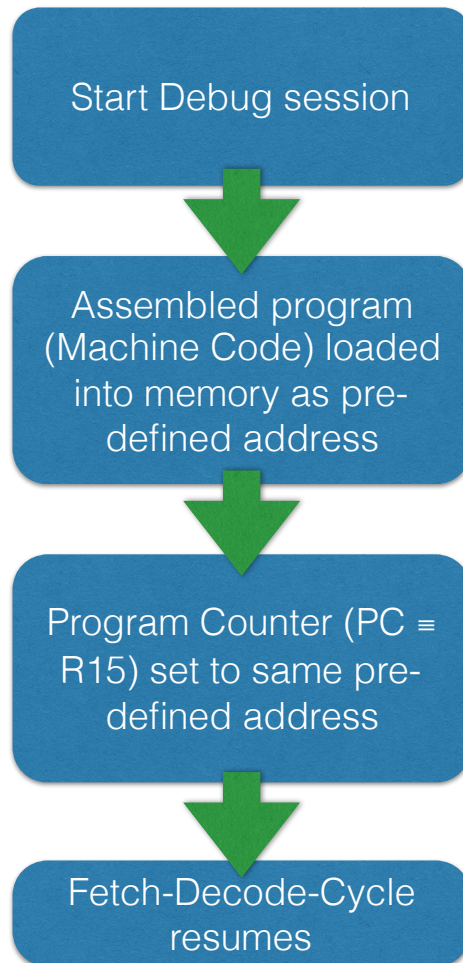 Start Debug session
Assembled program
(Machine Code) loaded
into memory as pre-
defined address
Program Counter (PC ≡
R15) set to same pre-
defined address
Fetch-Decode-Cycle
resumes